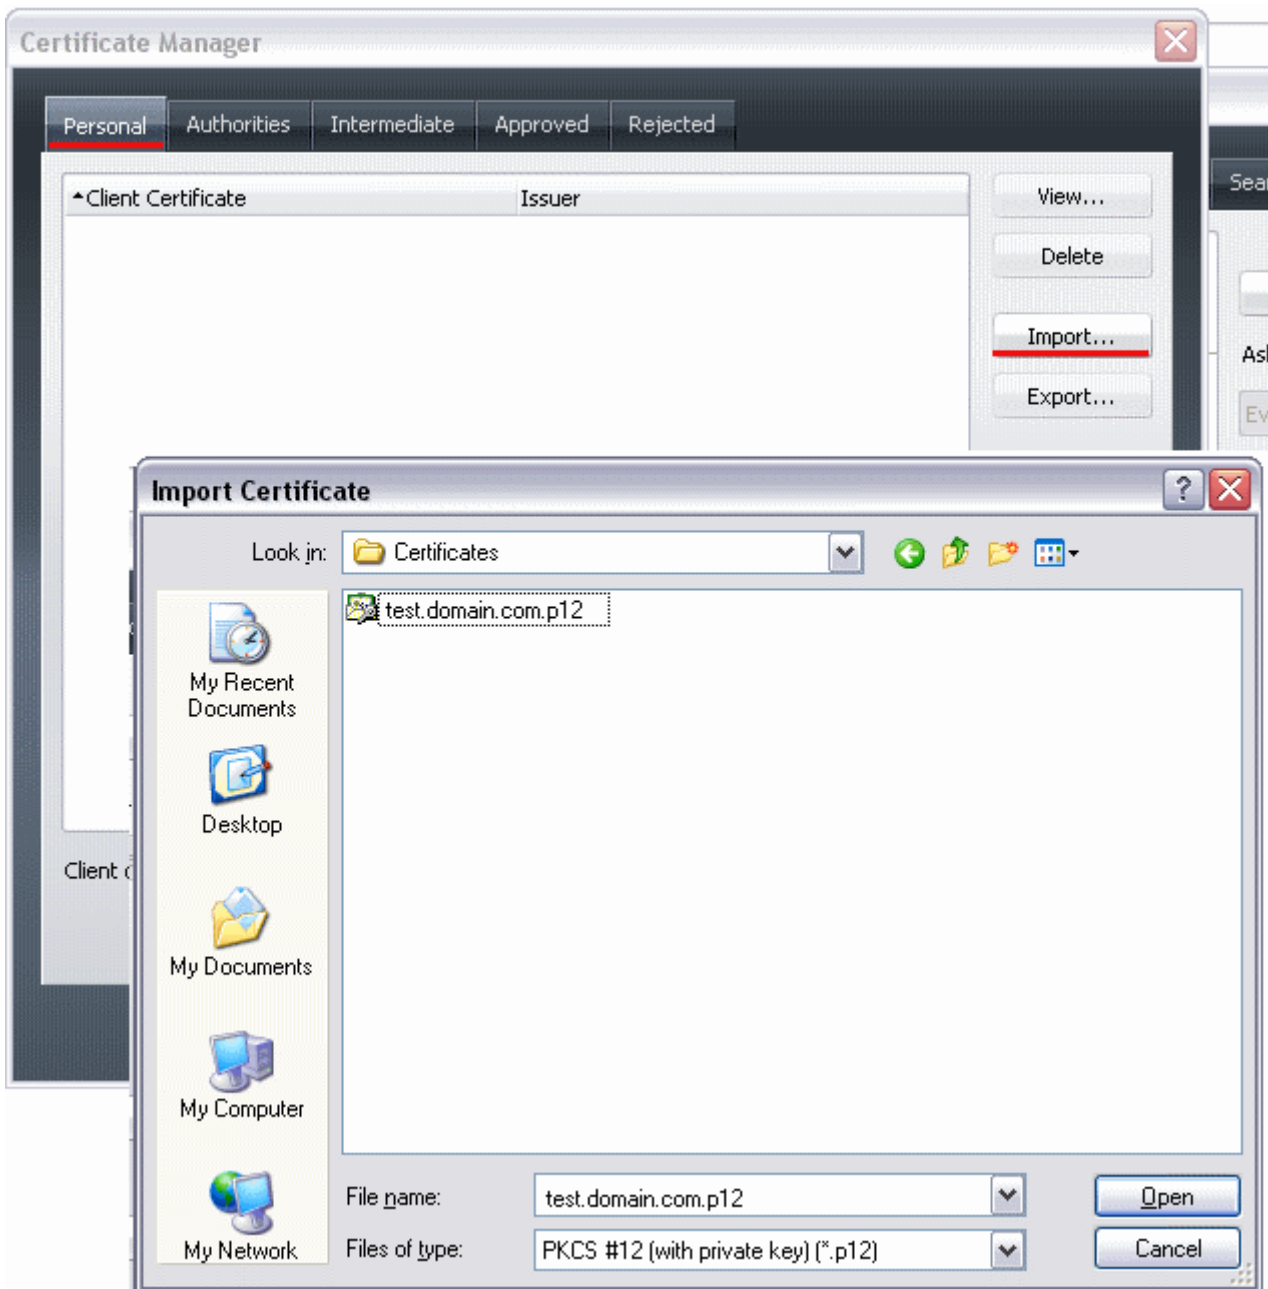 Certificate Manager
Personal Authorities Intermediate Approved Rejected
Client Certificate Issuer
View...
Delete
Import...
Export...
Client
Import Certificate
Look in: Certificates
test.domain.com.p12
My Recent
Documents
Desktop
My Documents
My Computer
My Network
File name: test.domain.com.p12 Open
Files of type: PKCS #12 (with private key) (*.p12) Cancel